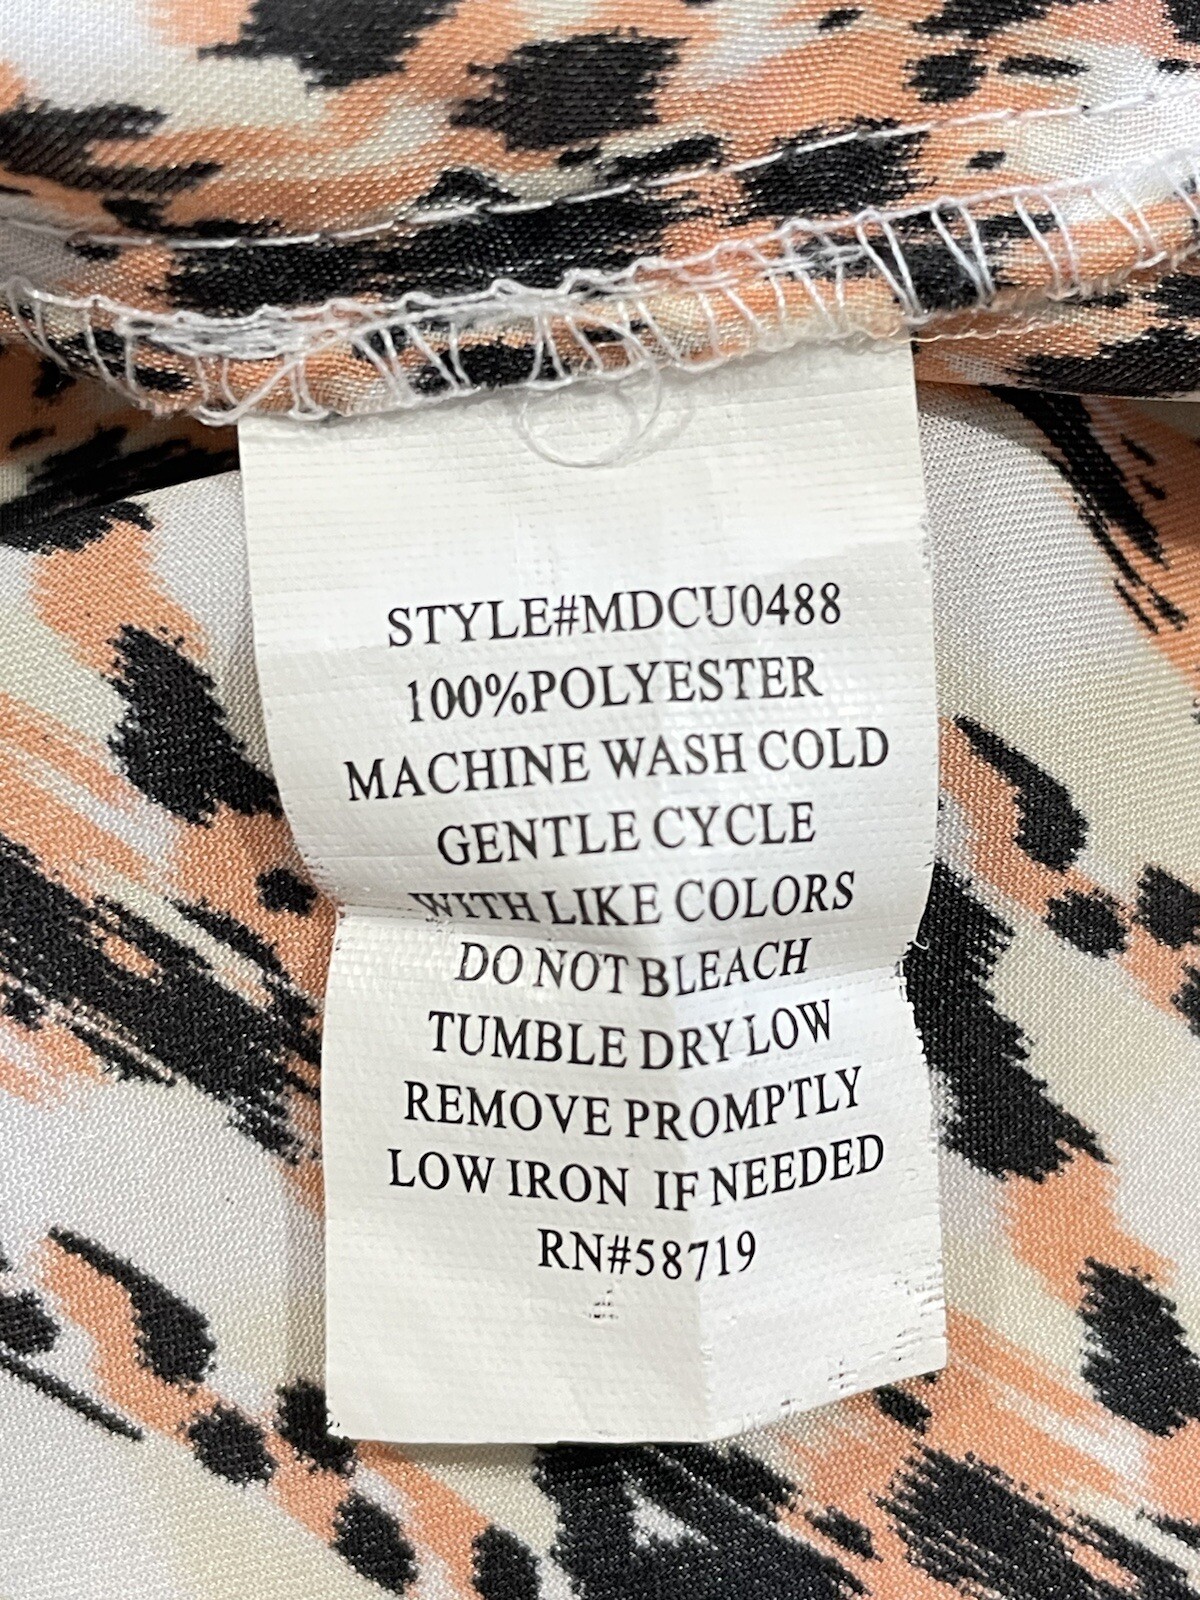 STYLE#MDCU0488
100%POLYESTER
MACHINE WASH COLD
GENTLE CYCLE
WITH LIKE COLORS
DO NOT BLEACH
TUMBLE DRY LOW
REMOVE PROMPTLY
LOW IRON IF NEEDED
RN#58719